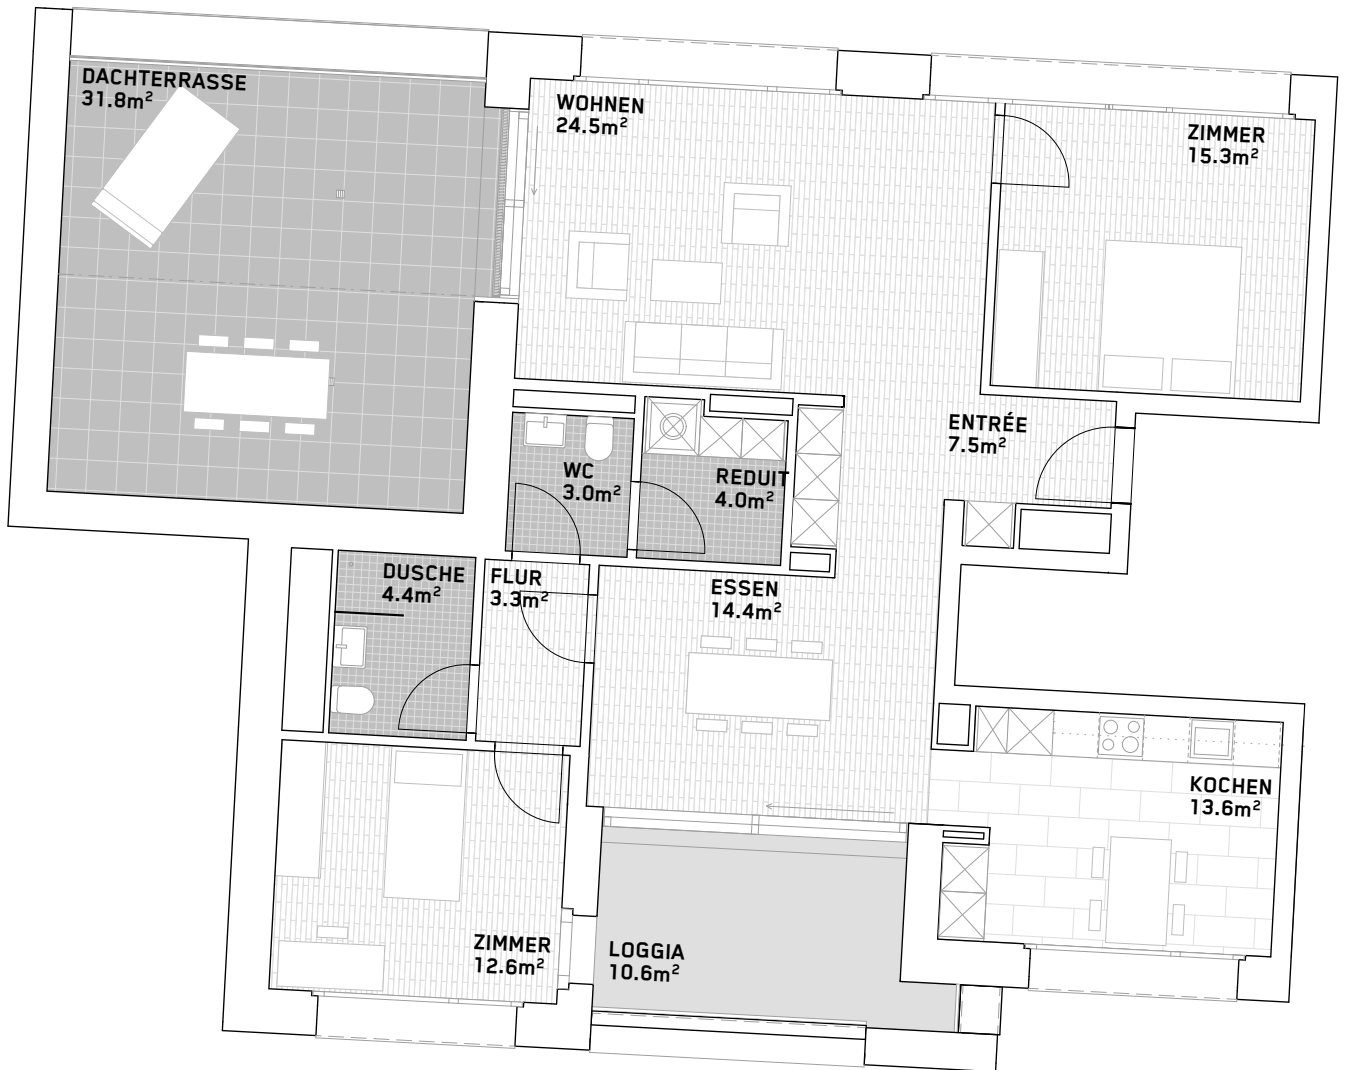 DACHTERRASSE
31.8m²
WOHNEN
24.5m²
ZIMMER
15.3m²
ENTRÉE
7.5m²
WC
3.0m²
REDUIT
4.0m²
DUSCHE
4.4m²
FLUR
3.3m²
ESSEN
14.4m²
KOCHEN
13.6m²
ZIMMER
12.6m²
LOGGIA
10.6m²